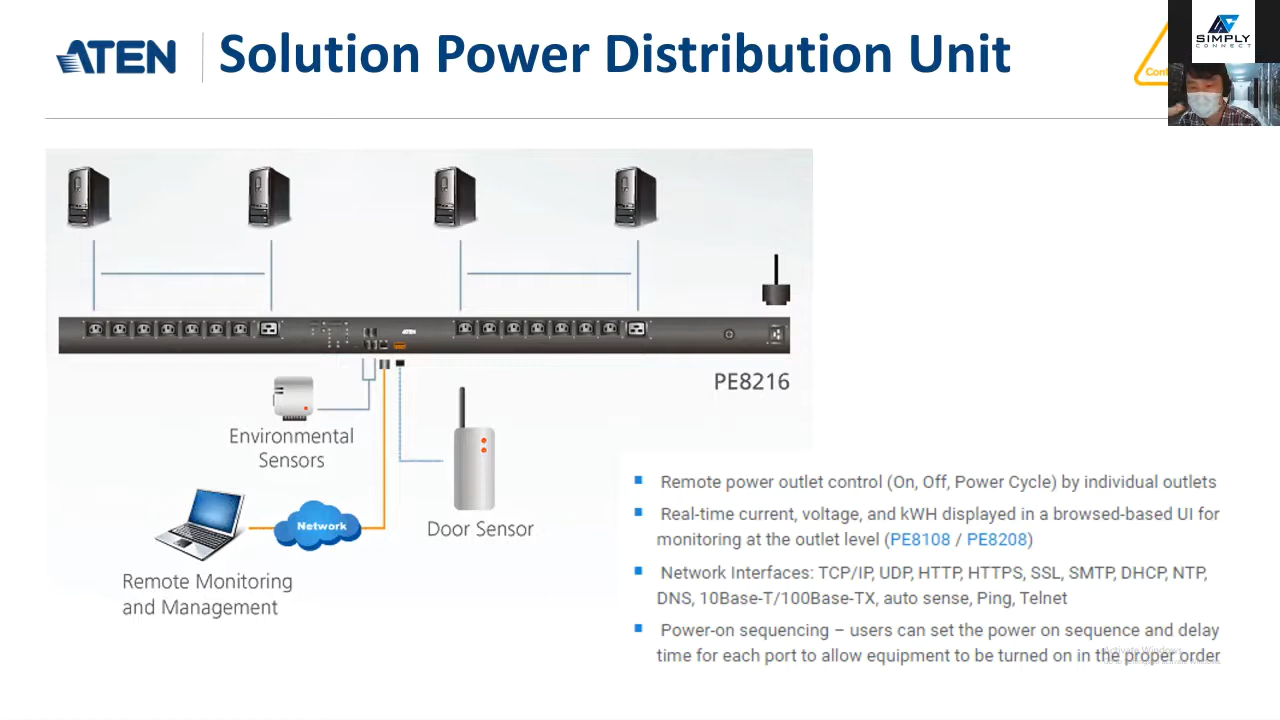 ATEN
Solution Power Distribution Unit
SIMPLY
CONNECT
ATEN
PE8216
Environmental
Sensors
Network
Door Sensor
Remote Monitoring
and Management
Remote power outlet control (On, Off, Power Cycle) by individual outlets
Real-time current, voltage, and kWH displayed in a browsed-based UI for
monitoring at the outlet level (PE8108 / PE8208)
Network Interfaces: TCP/IP, UDP, HTTP, HTTPS, SSL, SMTP, DHCP, NTP,
DNS, 10Base-T/100Base-TX, auto sense, Ping, Telnet
Power-on sequencing – users can set the power on sequence and delay
time for each port to allow equipment to be turned on in the proper order
Activate Windows